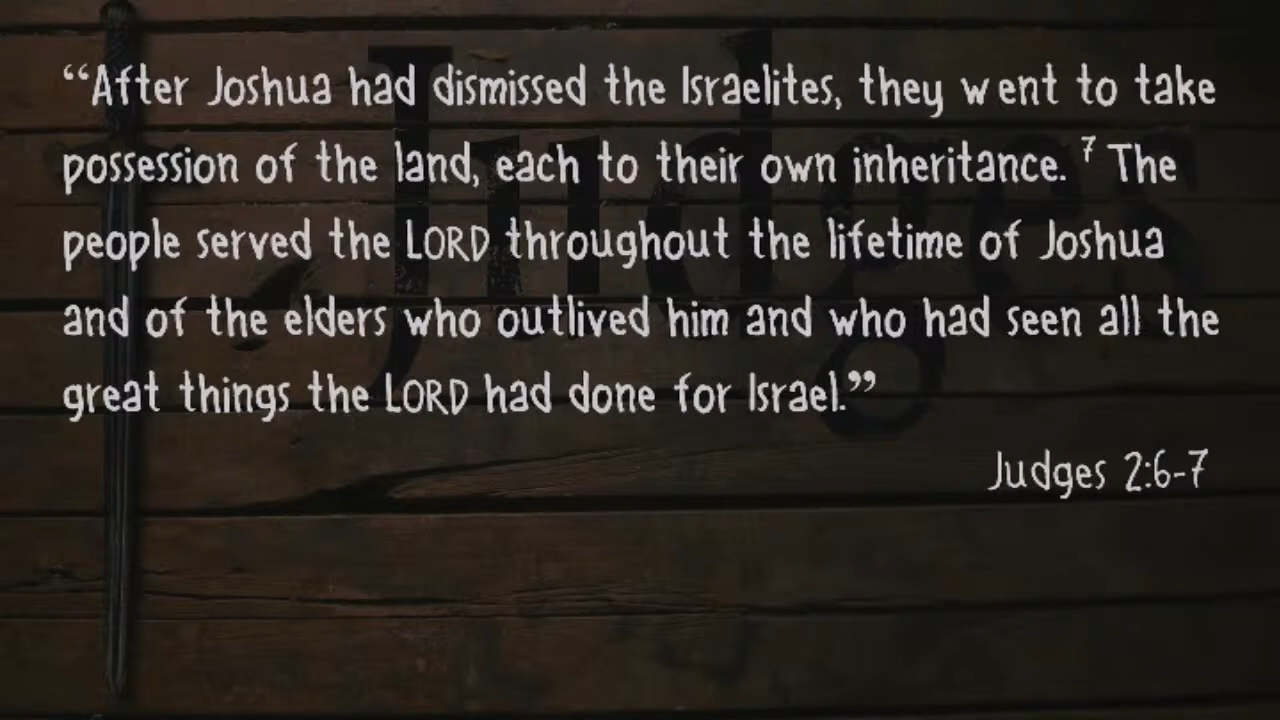 Judges
“After Joshua had dismissed the Israelites, they went to take
possession of the land, each to their own inheritance. ⁷ The
people served the LORD throughout the lifetime of Joshua
and of the elders who outlived him and who had seen all the
great things the LORD had done for Israel.”
Judges 2:6-7